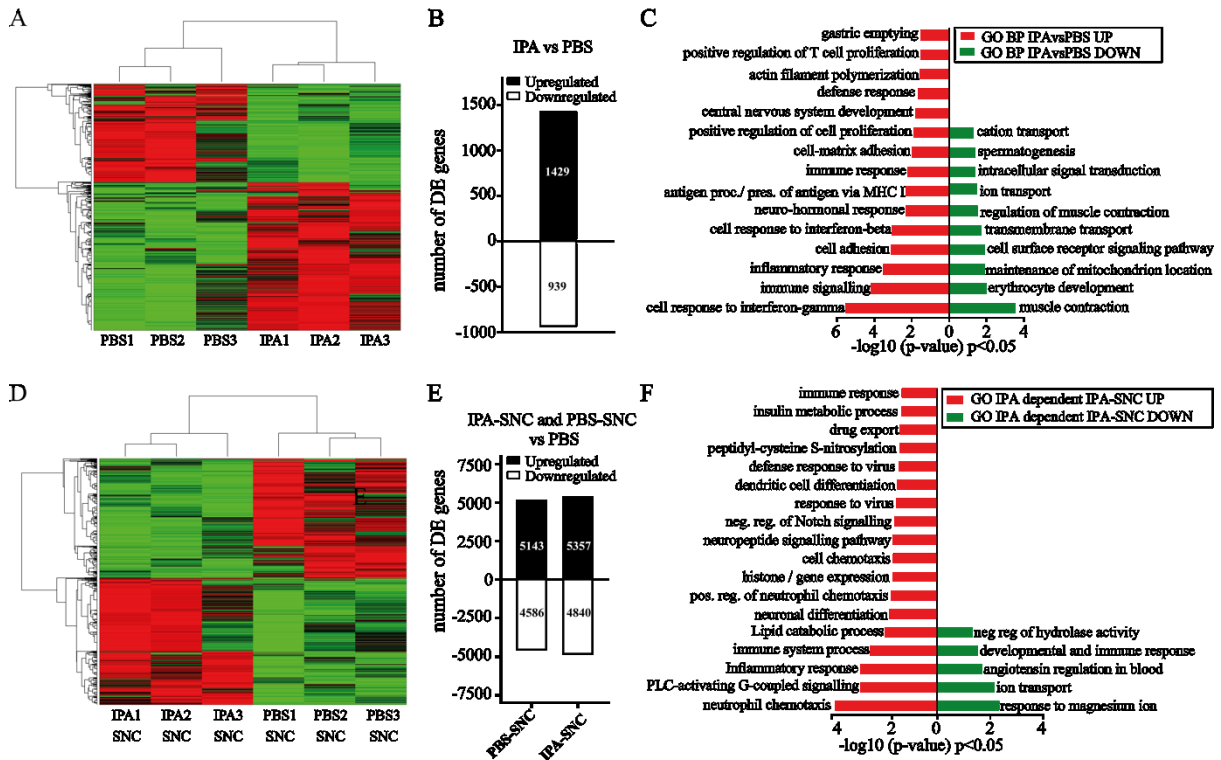 A
PBS1 PBS2 PBS3 IPA1 IPA2 IPA3
B
IPA vs PBS
Upregulated
Downregulated
number of DE genes
1500
1000
500
0
-500
-1000
1429
939
C
GO BP IPAvsPBS UP
GO BP IPAvsPBS DOWN
gastric emptying
positive regulation of T cell proliferation
actin filament polymerization
defense response
central nervous system development
positive regulation of cell proliferation cation transport
cell-matrix adhesion spermatogenesis
immune response intracellular signal transduction
antigen proc./ pres. of antigen via MHC I ion transport
neuro-hormonal response regulation of muscle contraction
cell response to interferon-beta transmembrane transport
cell adhesion cell surface receptor signaling pathway
inflammatory response maintenance of mitochondrion location
immune signalling erythrocyte development
cell response to interferon-gamma muscle contraction
6 4 2 0 2 4
-log10 (p-value) p<0.05
D
IPA1 IPA2 IPA3 PBS1 PBS2 PBS3
SNC SNC SNC SNC SNC SNC
E
IPA-SNC and PBS-SNC
vs PBS
Upregulated
Downregulated
number of DE genes
7500
5000
2500
0
-2500
-5000
-7500
5143 5357
4586 4840
PBS-SNC IPA-SNC
F
GO IPA dependent IPA-SNC UP
GO IPA dependent IPA-SNC DOWN
immune response
insulin metabolic process
drug export
peptidyl-cysteine S-nitrosylation
defense response to virus
dendritic cell differentiation
response to virus
neg. reg. of Notch signalling
neuropeptide signalling pathway
cell chemotaxis
histone / gene expression
pos. reg. of neutrophil chemotaxis
neuronal differentiation
Lipid catabolic process neg reg of hydrolase activity
immune system process developmental and immune response
Inflammatory response angiotensin regulation in blood
PLC-activating G-coupled signalling ion transport
neutrophil chemotaxis response to magnesium ion
4 2 0 2 4
-log10 (p-value) p<0.05